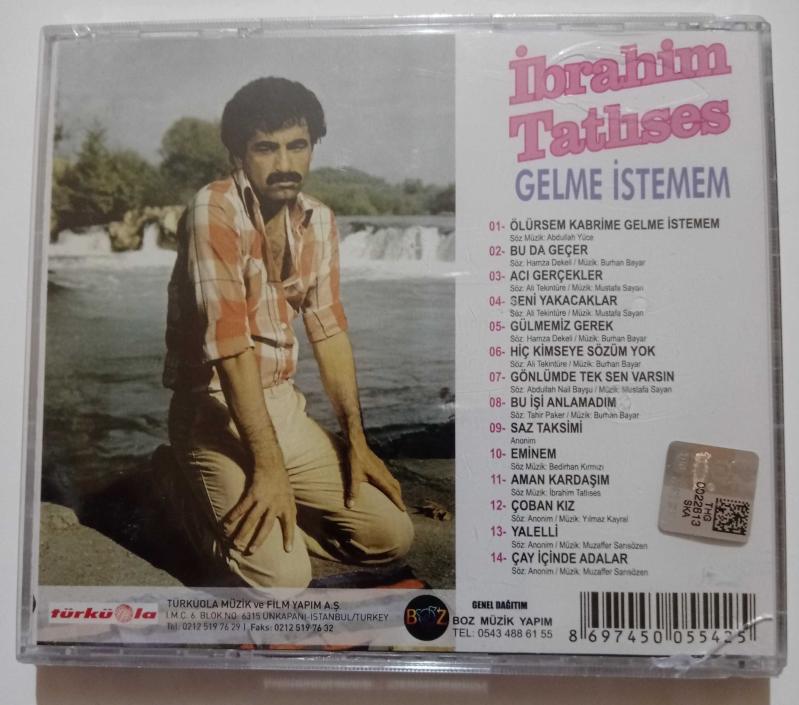 İbrahim
Tatlıses
GELME İSTEMEM
01- ÖLÜRSEM KABRİME GELME İSTEMEM
Söz Müzik: Abdullah Yüce
02- BU DA GEÇER
Söz: Hamza Dekeli / Müzik: Burhan Bayar
03- ACI GERÇEKLER
Söz: Ali Tekintüre / Müzik: Mustafa Sayan
04- SENİ YAKACAKLAR
Söz: Ali Tekintüre / Müzik: Mustafa Sayan
05- GÜLMEMİZ GEREK
Söz: Hamza Dekeli / Müzik: Burhan Bayar
06- HİÇ KİMSEYE SÖZÜM YOK
Söz: Ali Tekintüre / Müzik: Burhan Bayar
07- GÖNLÜMDE TEK SEN VARSIN
Söz: Abdullah Nail Bayşu / Müzik: Mustafa Sayan
08- BU İŞİ ANLAMADIM
Söz: Tahir Paker / Müzik: Burhan Bayar
09- SAZ TAKSİMİ
Anonim
10- EMİNEM
Söz Müzik: Bedirhan Kırmızı
11- AMAN KARDAŞIM
Söz Müzik: İbrahim Tatlıses
12- ÇOBAN KIZ
Söz: Anonim / Müzik: Yılmaz Kayral
13- YALELLİ
Söz: Anonim / Müzik: Muzaffer Sarısözen
14- ÇAY İÇİNDE ADALAR
Söz: Anonim / Müzik: Muzaffer Sarısözen
THG
0022613
SKA
türküola
TÜRKÜOLA MÜZİK ve FİLM YAPIM A.Ş
İ.M.Ç. 6. BLOK NO: 6315 UNKAPANI-ISTANBUL/TURKEY
Tel: 0212 519 76 29 I Faks: 0212 519 76 32
BOZ
GENEL DAĞITIM
BOZ MÜZİK YAPIM
TEL: 0543 488 61 55
8 697450 055425